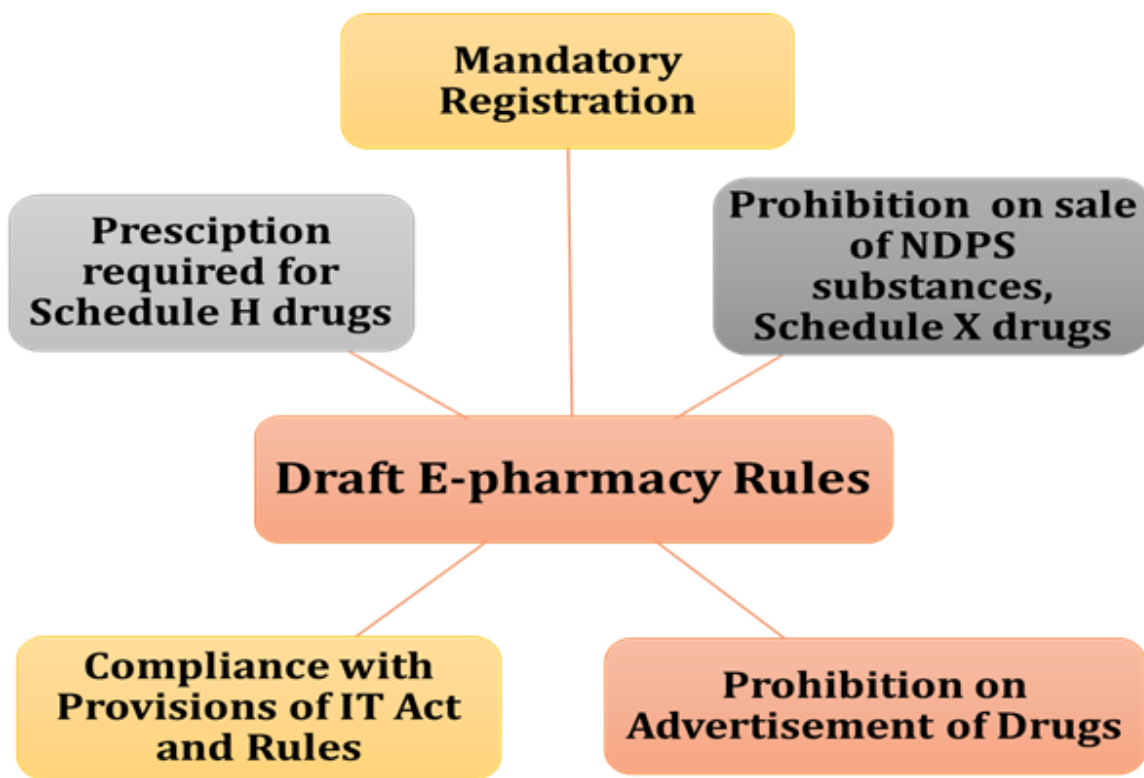 Mandatory
Registration
Presciption
required for
Schedule H drugs
Prohibition on sale
of NDPS
substances,
Schedule X drugs
Draft E-pharmacy Rules
Compliance with
Provisions of IT Act
and Rules
Prohibition on
Advertisement of Drugs